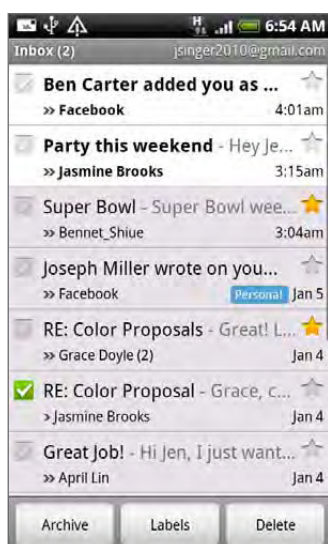 H 6:54 AM
Inbox (2) jsinger2010@gmail.com
Ben Carter added you as ...
» Facebook 4:01am
Party this weekend - Hey Je...
» Jasmine Brooks 3:15am
Super Bowl - Super Bowl wee...
» Bennet_Shiue 3:04am
Joseph Miller wrote on you...
» Facebook Personal Jan 5
RE: Color Proposals - Great! L...
» Grace Doyle (2) Jan 4
RE: Color Proposal - Grace, c...
› Jasmine Brooks Jan 4
Great Job! - Hi Jen, I just want...
» April Lin Jan 4
Archive Labels Delete